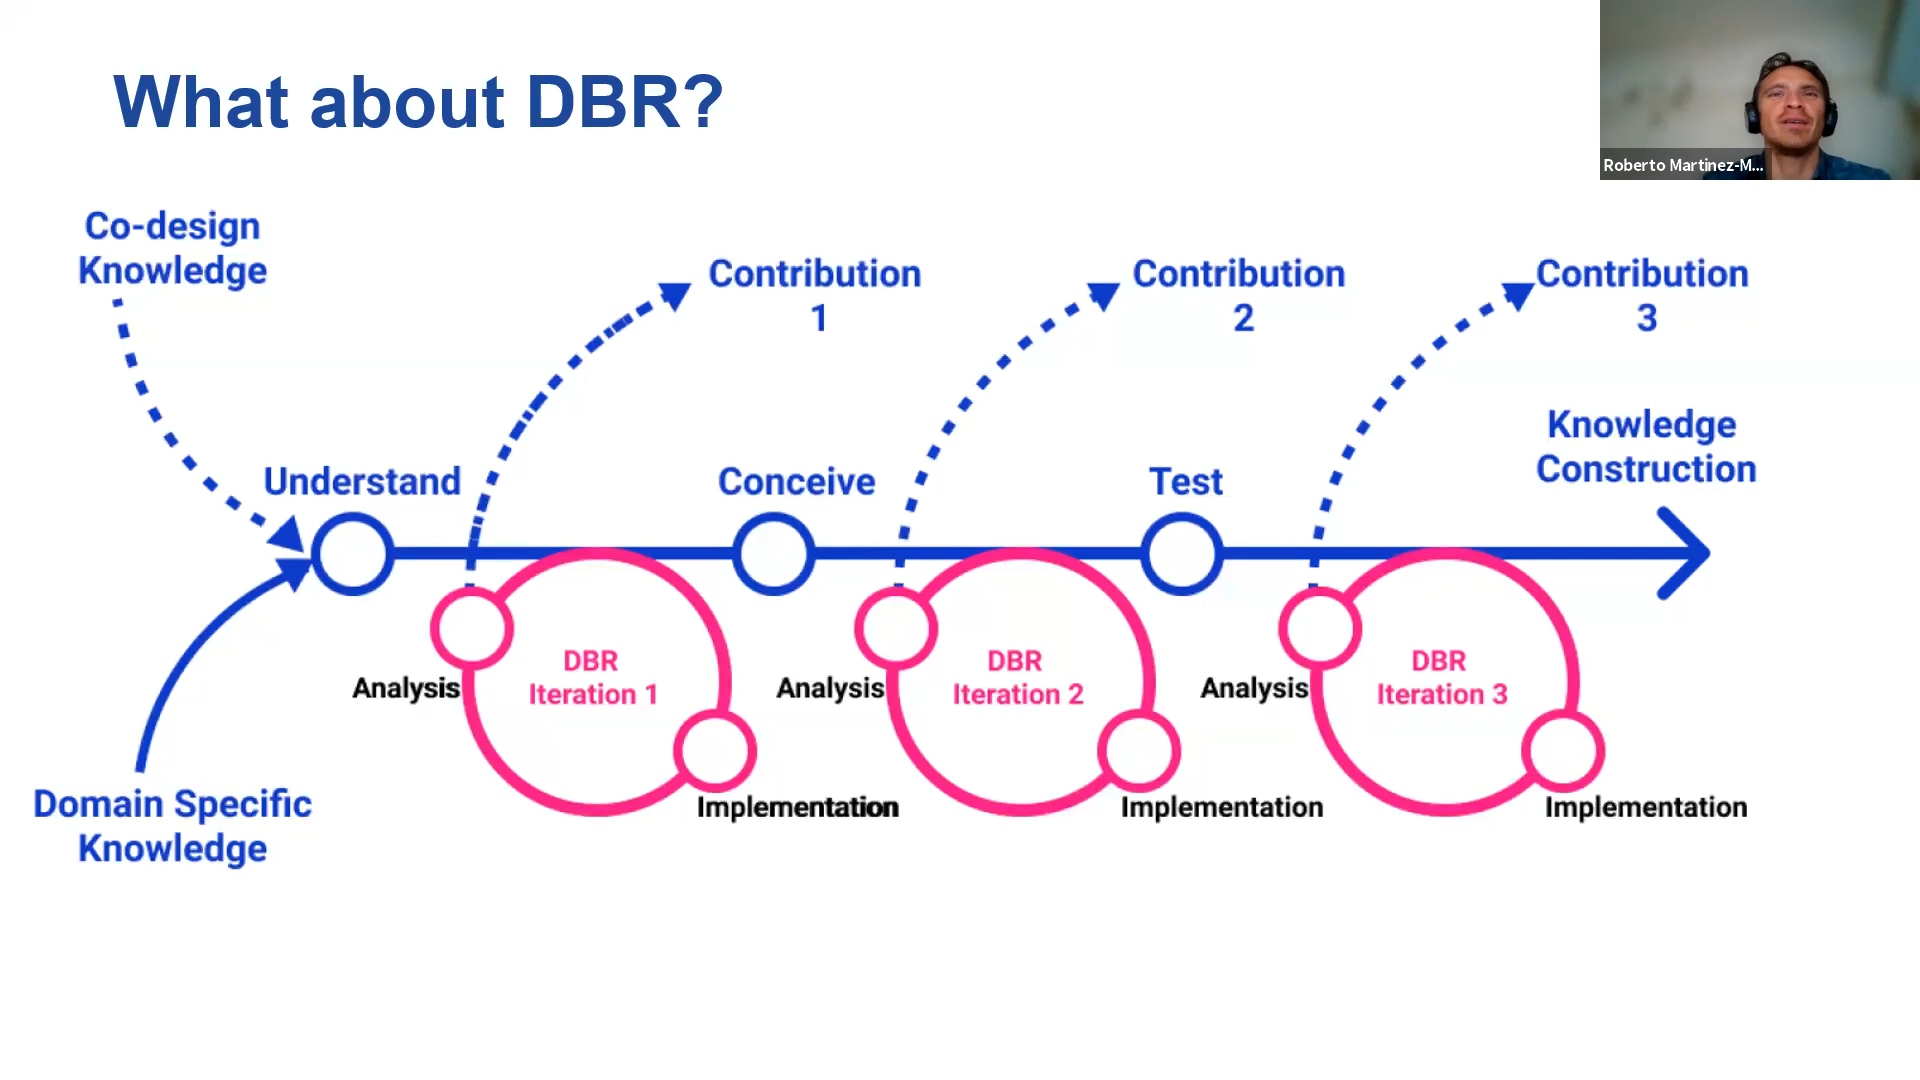 What about DBR?
Roberto Martinez-M...
Co-design
Knowledge
Contribution
1
Contribution
2
Contribution
3
Knowledge
Construction
Understand
Conceive
Test
DBR
Iteration 1
DBR
Iteration 2
DBR
Iteration 3
Analysis
Analysis
Analysis
Implementation
Implementation
Implementation
Domain Specific
Knowledge